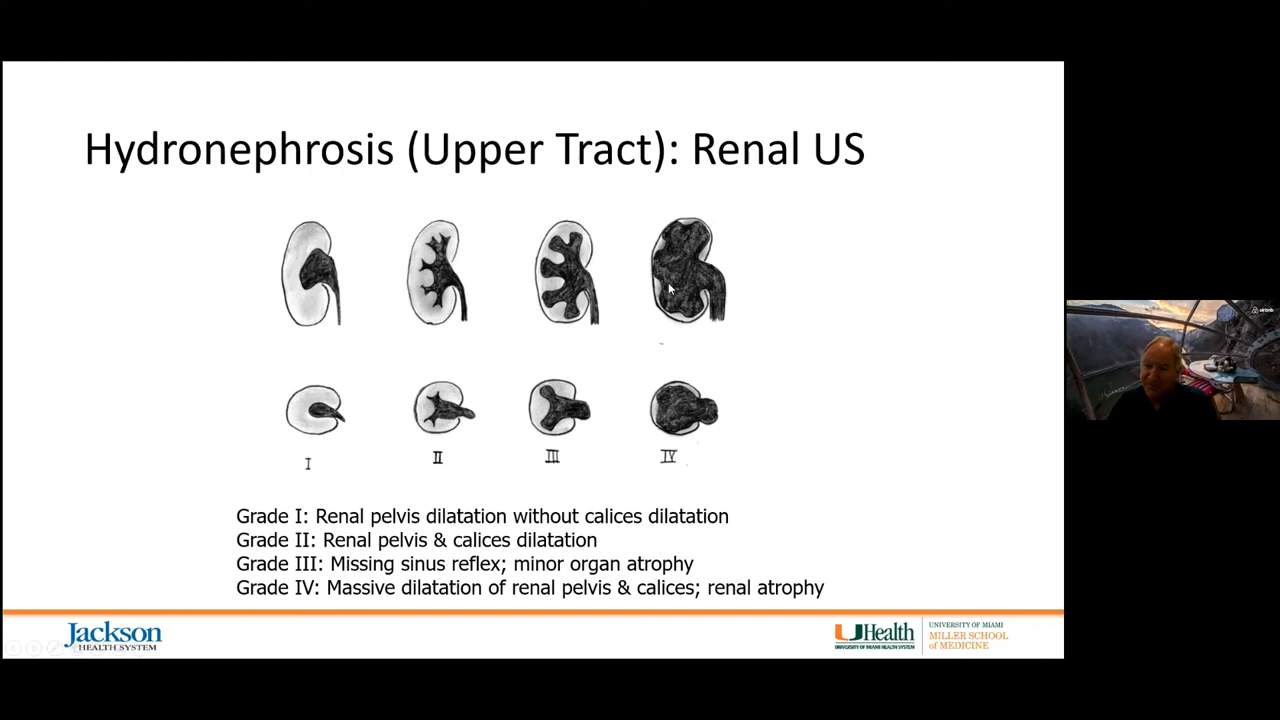 Hydronephrosis (Upper Tract): Renal US
I II III IV
Grade I: Renal pelvis dilatation without calices dilatation
Grade II: Renal pelvis & calices dilatation
Grade III: Missing sinus reflex; minor organ atrophy
Grade IV: Massive dilatation of renal pelvis & calices; renal atrophy
Jackson
HEALTH SYSTEM
UHealth
UNIVERSITY OF MIAMI HEALTH SYSTEM
UNIVERSITY OF MIAMI
MILLER SCHOOL
of MEDICINE
airbnb